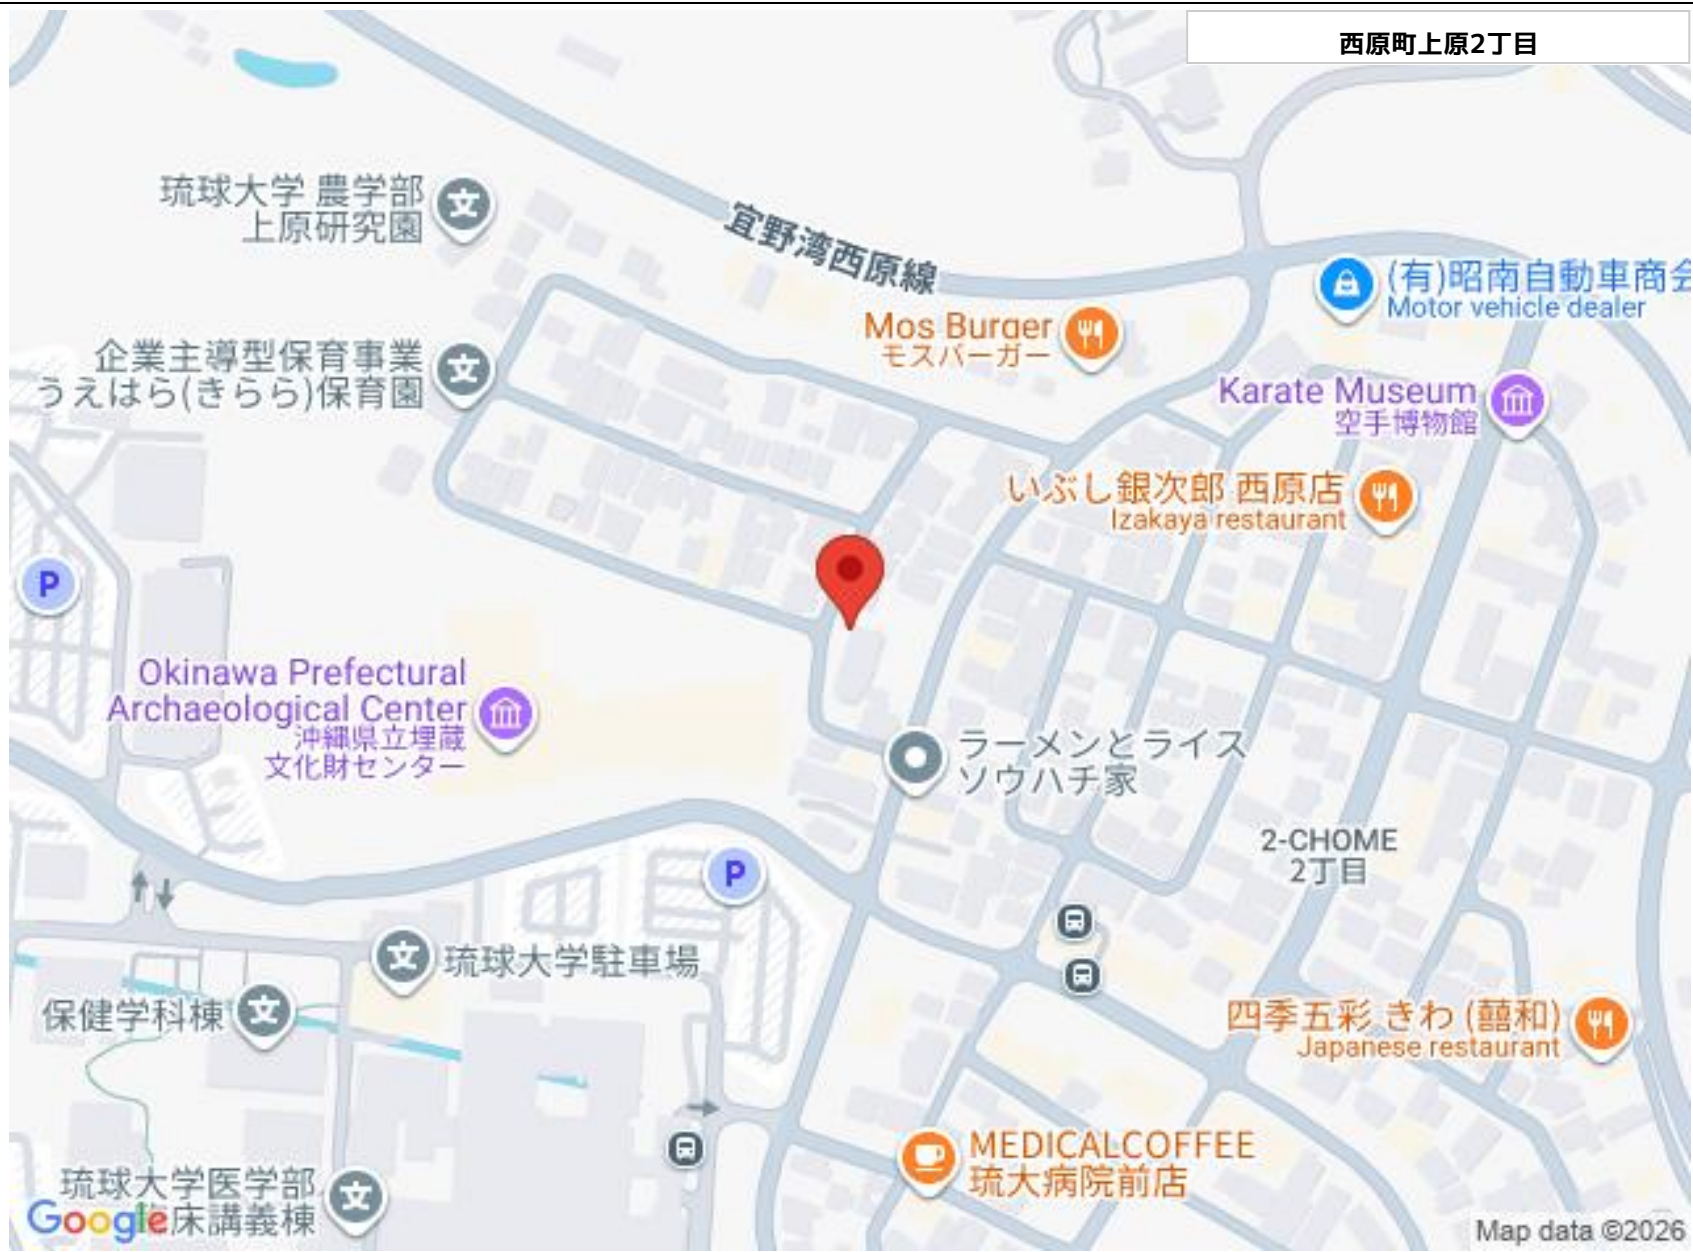 西原町上原2丁目
琉球大学 農学部
上原研究園
宜野湾西原線
(有)昭南自動車商会
Motor vehicle dealer
Mos Burger
モスバーガー
企業主導型保育事業
うえはら(きらら)保育園
Karate Museum
空手博物館
いぶし銀次郎 西原店
Izakaya restaurant
P
Okinawa Prefectural
Archaeological Center
沖縄県立埋蔵
文化財センター
ラーメンとライス
ソウハチ家
2-CHOME
2丁目
P
琉球大学駐車場
保健学科棟
四季五彩 きわ (囍和)
Japanese restaurant
MEDICALCOFFEE
琉大病院前店
琉球大学医学部
床講義棟
Google
Map data ©2026